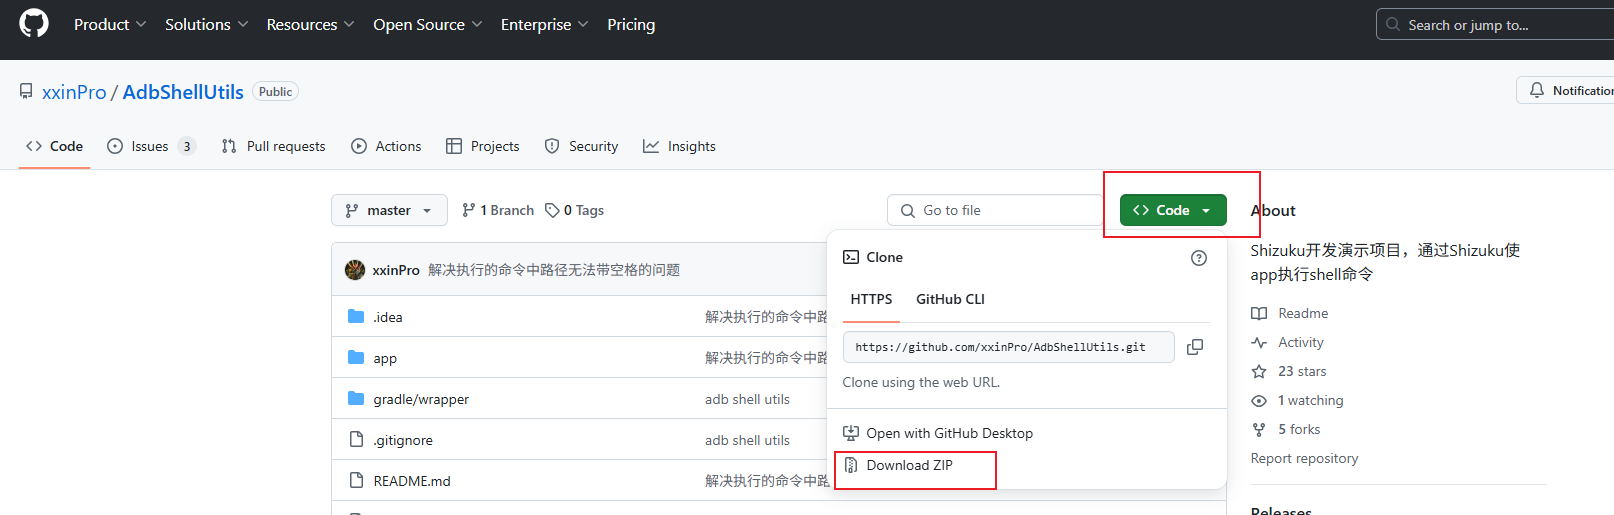 Product Solutions Resources Open Source Enterprise Pricing Search or jump to...
xxinPro / AdbShellUtils Public Notification
Code Issues 3 Pull requests Actions Projects Security Insights
master 1 Branch 0 Tags Go to file Code About
xxinPro 解决执行的命令中路径无法带空格的问题
.idea 解决执行的命令中路
app 解决执行的命令中路
gradle/wrapper adb shell utils
.gitignore adb shell utils
README.md 解决执行的命令中路
Clone
HTTPS GitHub CLI
https://github.com/xxinPro/AdbShellUtils.git
Clone using the web URL.
Open with GitHub Desktop
Download ZIP
Shizuku开发演示项目，通过Shizuku使
app执行shell命令
Readme
Activity
23 stars
1 watching
5 forks
Report repository
Releases